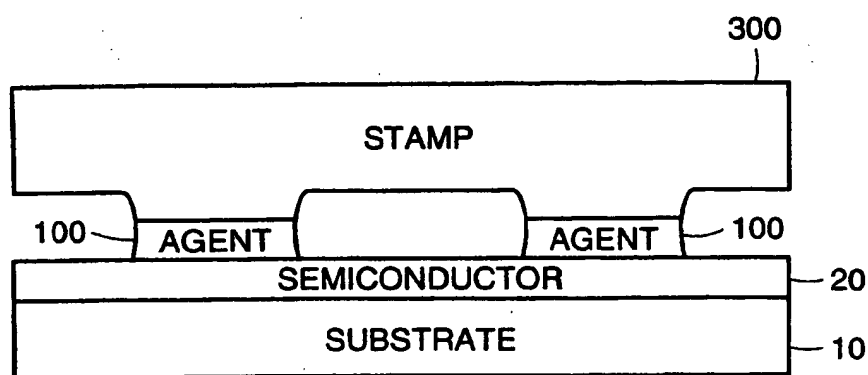 300
STAMP
100 AGENT AGENT 100
SEMICONDUCTOR 20
SUBSTRATE 10